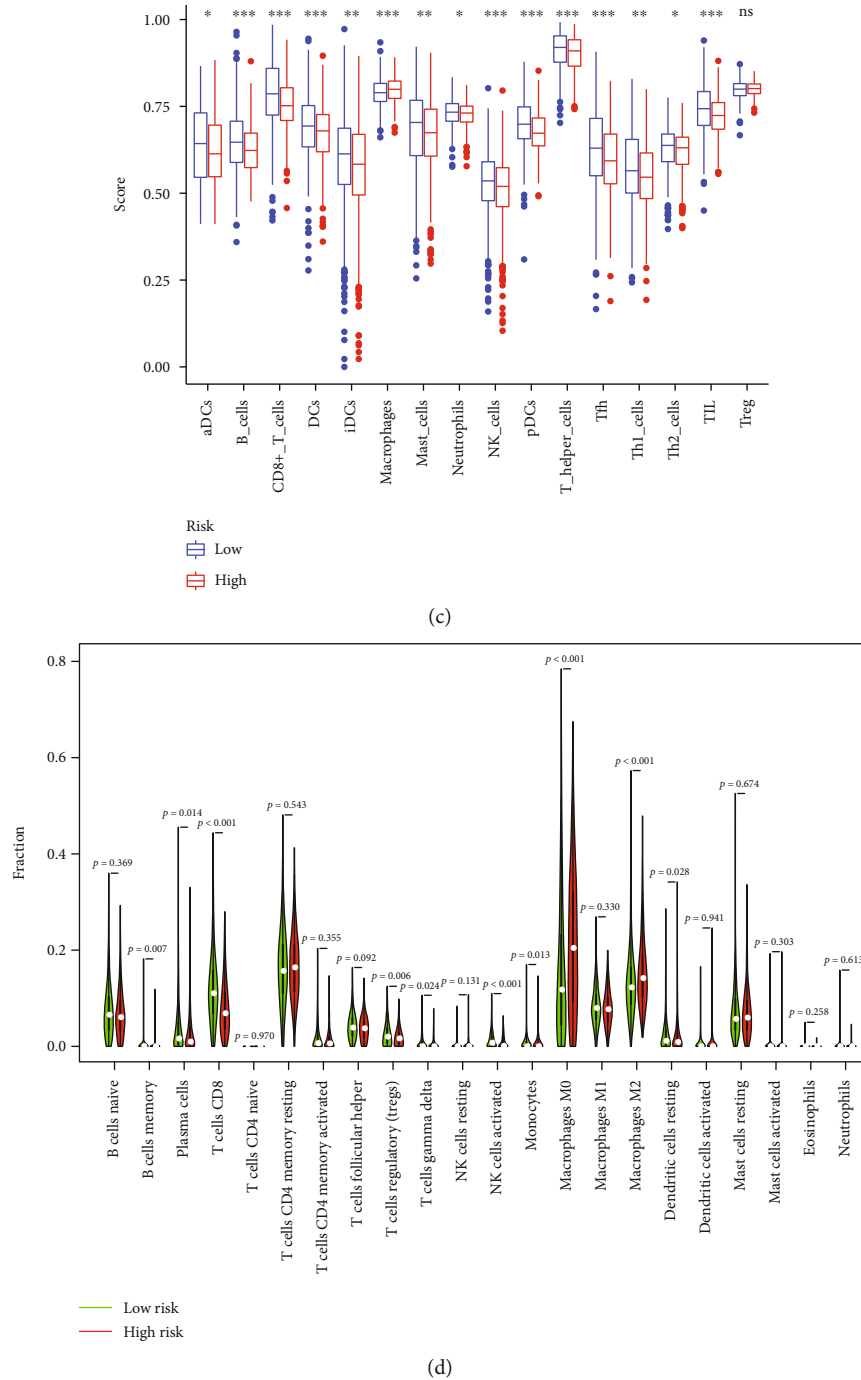 * *** *** *** ** *** ** * *** *** *** *** ** * *** ns
1.00
0.75
0.50
0.25
0.00
Score
aDCs
B_cells
CD8+_T_cells
DCs
iDCs
Macrophages
Mast_cells
Neutrophils
NK_cells
pDCs
T_helper_cells
Tfh
Th1_cells
Th2_cells
TIL
Treg
Risk
Low
High
(c)
0.8
0.6
0.4
0.2
0.0
Fraction
p = 0.369
p = 0.007
p = 0.014
p < 0.001
p = 0.970
p = 0.543
p = 0.355
p = 0.092
p = 0.006
p = 0.024
p = 0.131
p < 0.001
p = 0.013
p < 0.001
p = 0.330
p < 0.001
p = 0.028
p = 0.941
p = 0.674
p = 0.303
p = 0.258
p = 0.613
B cells naive
B cells memory
Plasma cells
T cells CD8
T cells CD4 naive
T cells CD4 memory resting
T cells CD4 memory activated
T cells follicular helper
T cells regulatory (tregs)
T cells gamma delta
NK cells resting
NK cells activated
Monocytes
Macrophages M0
Macrophages M1
Macrophages M2
Dendritic cells resting
Dendritic cells activated
Mast cells resting
Mast cells activated
Eosinophils
Neutrophils
Low risk
High risk
(d)